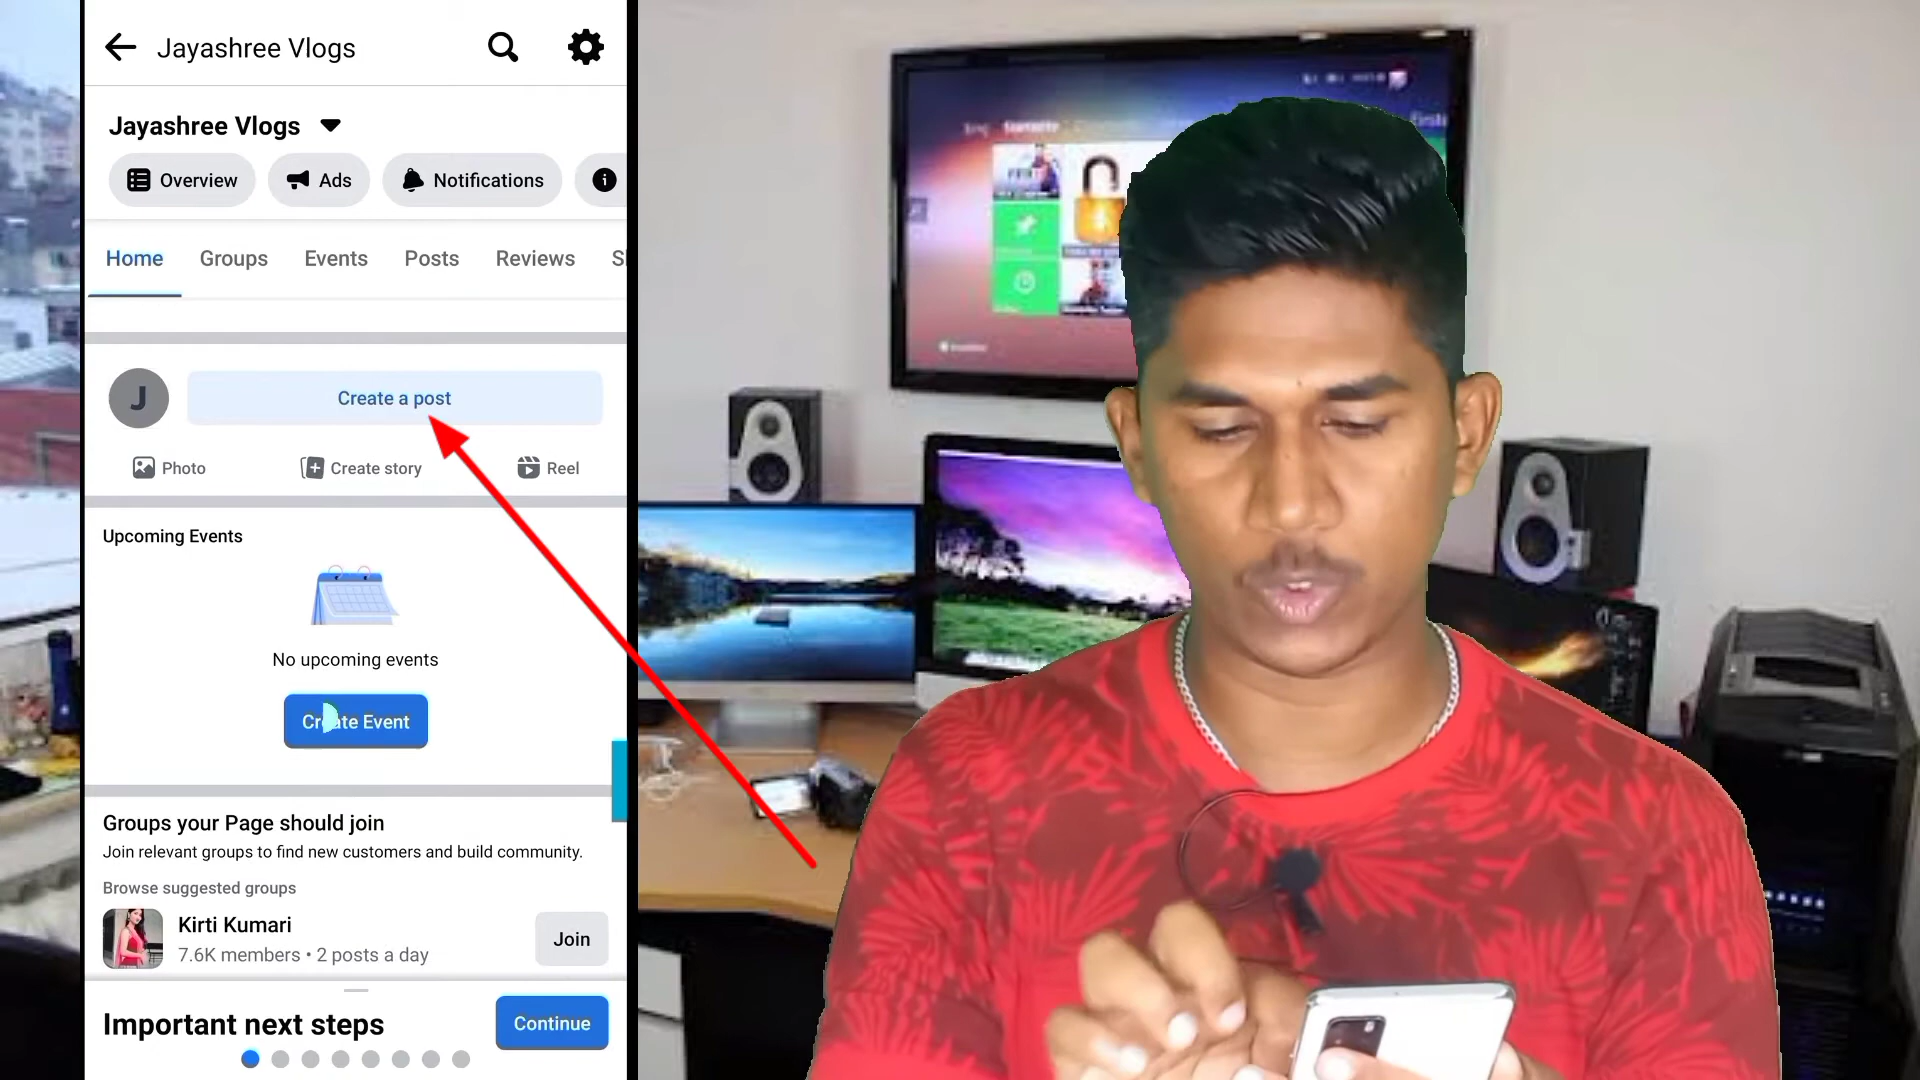 Jayashree Vlogs
Jayashree Vlogs
Overview
Ads
Notifications
Home
Groups
Events
Posts
Reviews
J
Create a post
Photo
Create story
Reel
Upcoming Events
No upcoming events
Create Event
Groups your Page should join
Join relevant groups to find new customers and build community.
Browse suggested groups
Kirti Kumari
7.6K members • 2 posts a day
Join
Important next steps
Continue